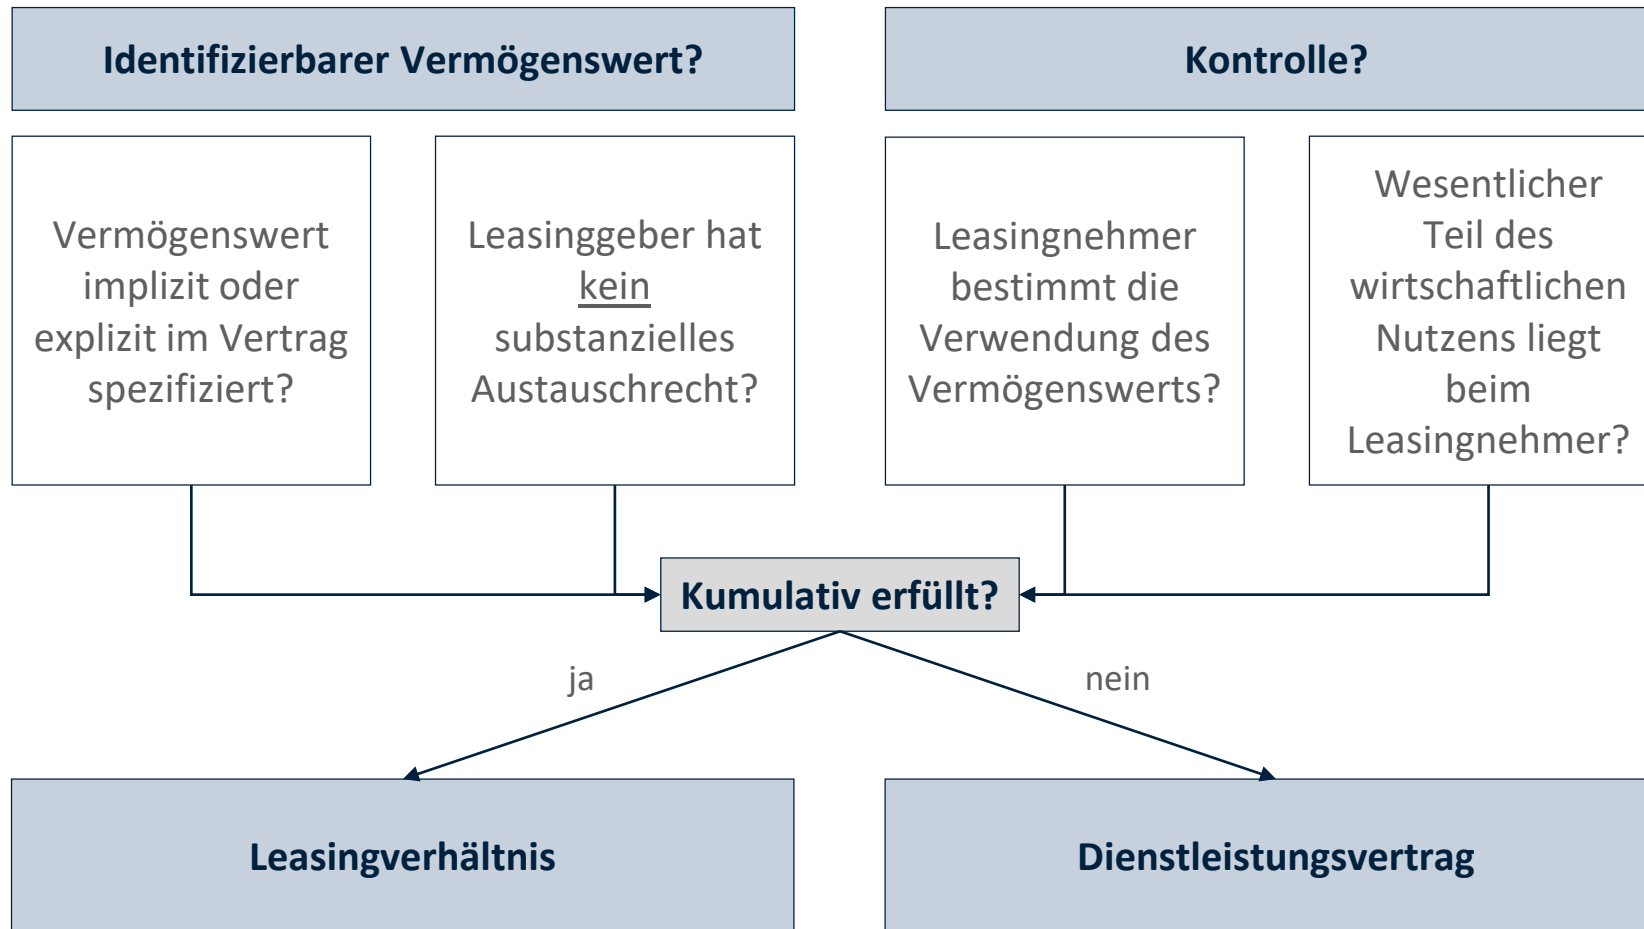 Identifizierbarer Vermögenswert?
Kontrolle?
Vermögenswert
implizit oder
explizit im Vertrag
spezifiziert?
Leasinggeber hat
kein
substanzielles
Austauschrecht?
Leasingnehmer
bestimmt die
Verwendung des
Vermögenswerts?
Wesentlicher
Teil des
wirtschaftlichen
Nutzens liegt
beim
Leasingnehmer?
Kumulativ erfüllt?
ja
nein
Leasingverhältnis
Dienstleistungsvertrag